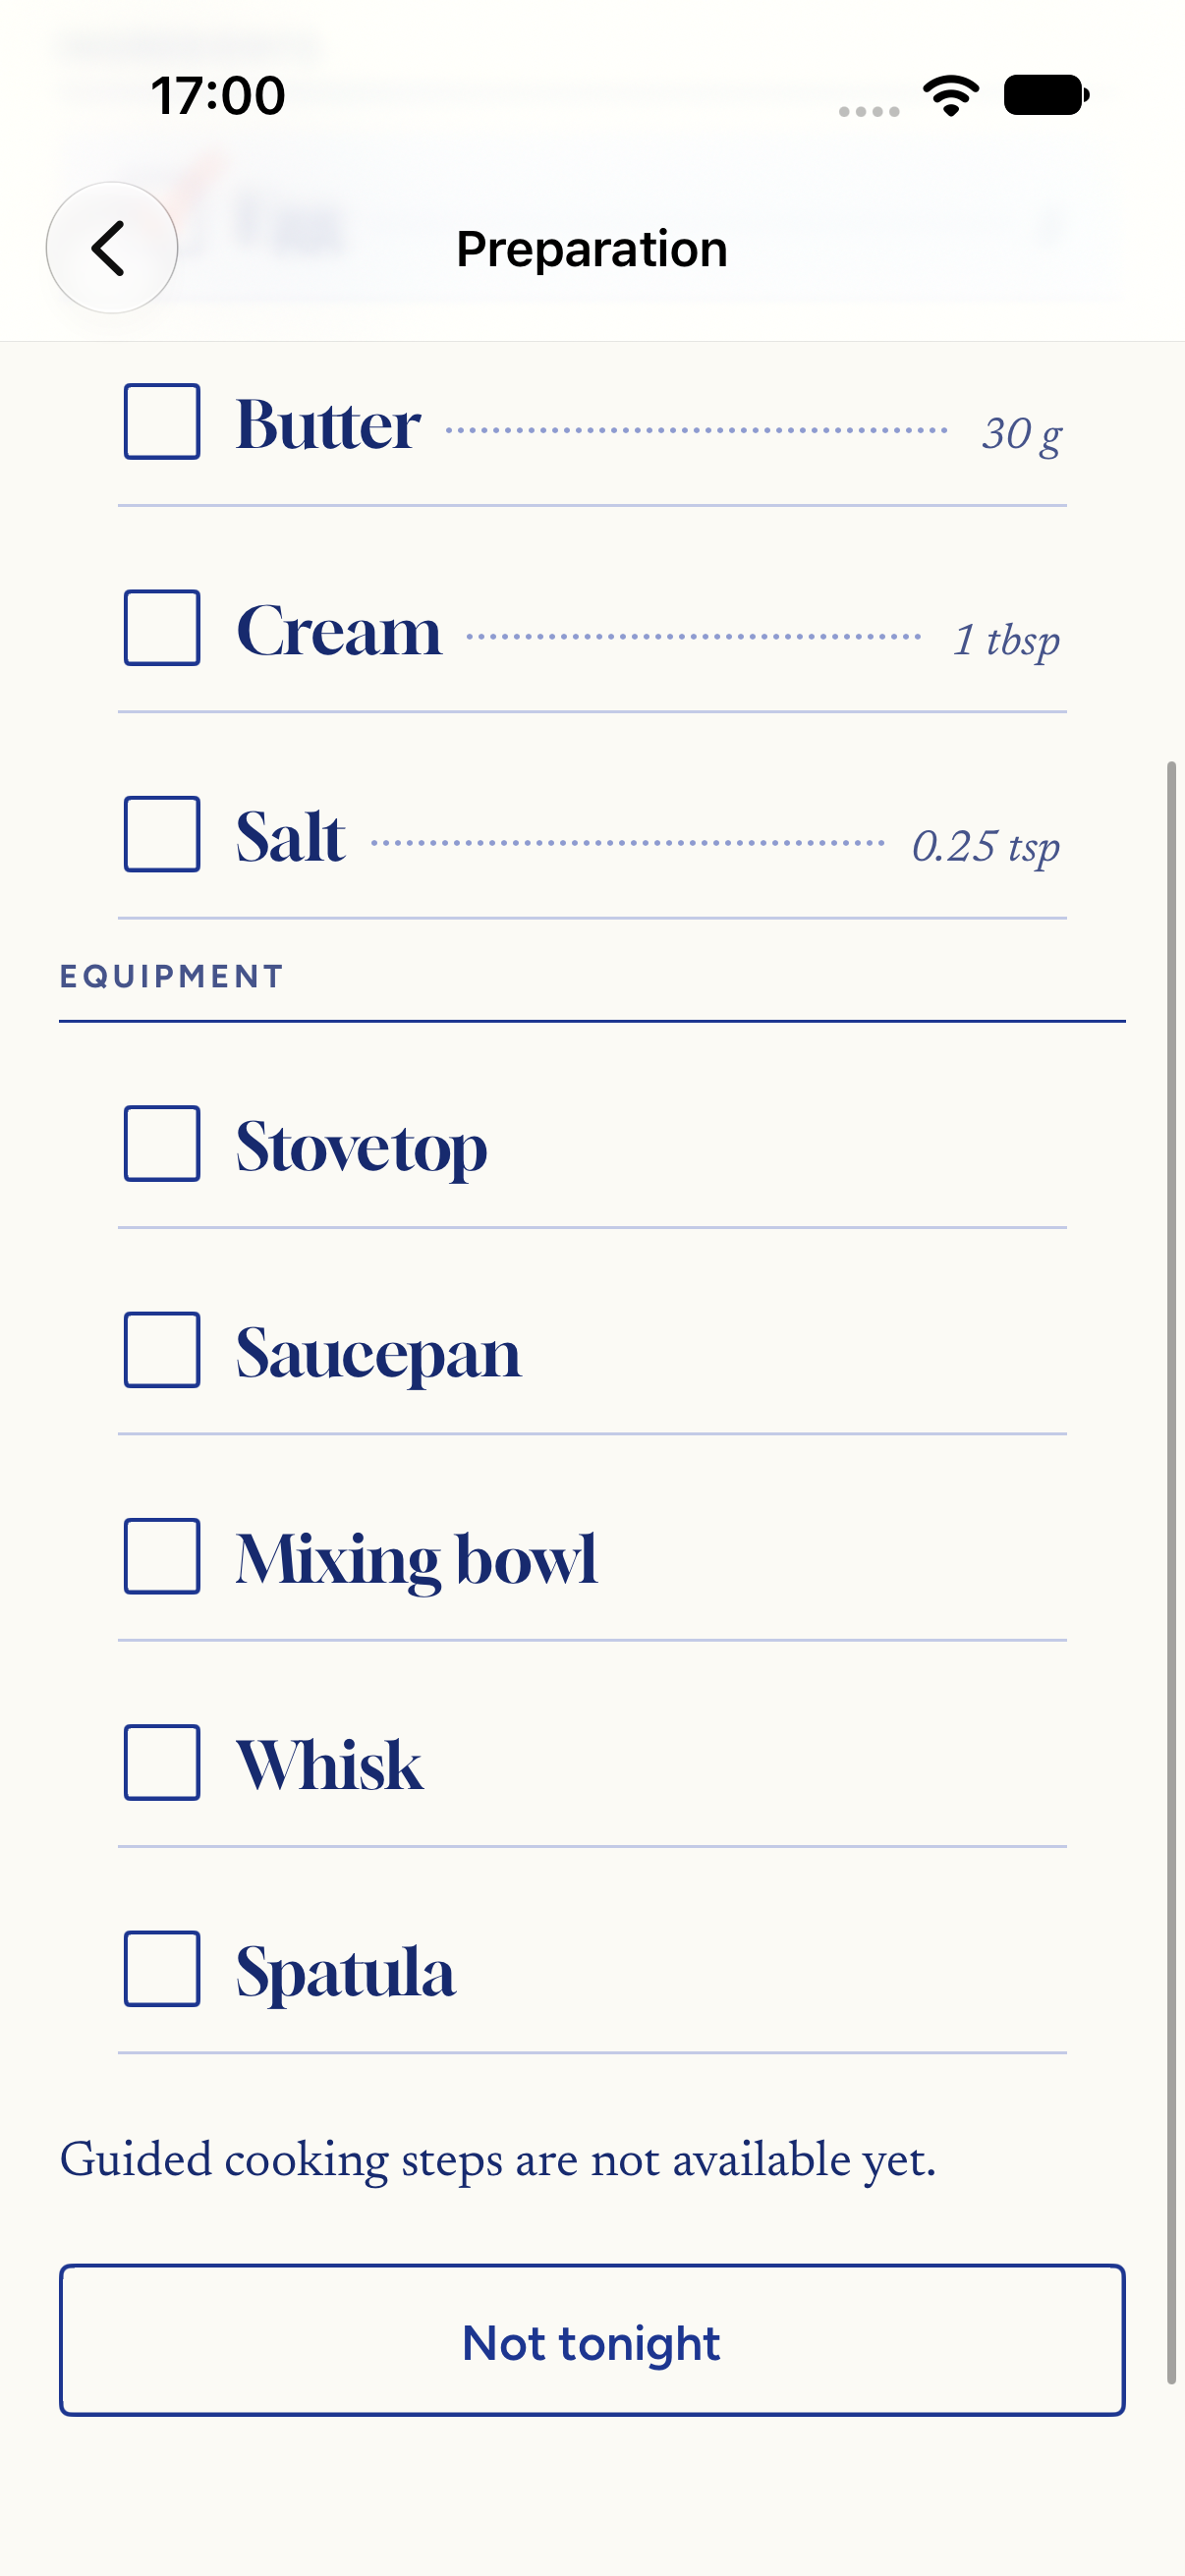 17:00
Preparation
Butter 30 g
Cream 1 tbsp
Salt 0.25 tsp
EQUIPMENT
Stovetop
Saucepan
Mixing bowl
Whisk
Spatula
Guided cooking steps are not available yet.
Not tonight